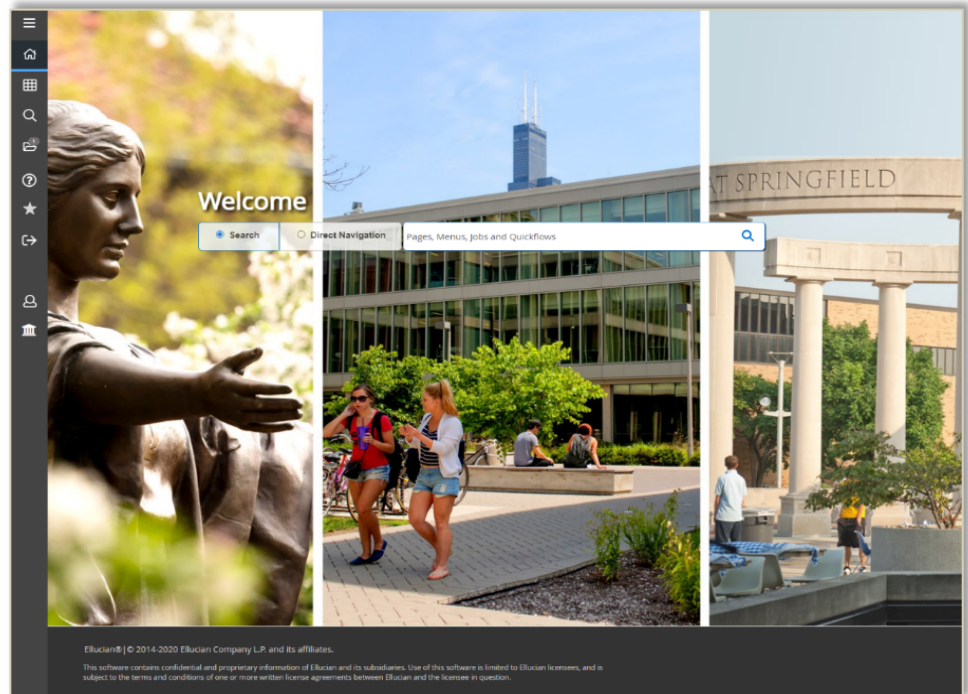 AT SPRINGFIELD
Welcome
Search
Direct Navigation
Pages, Menus, Jobs and Quickflows
Ellucian®|© 2014-2020 Ellucian Company L.P. and its affiliates.
This software contains confidential and proprietary information of Ellucian and its subsidiaries. Use of this software is limited to Ellucian licensees, and is
subject to the terms and conditions of one or more written license agreements between Ellucian and the licensee in question.